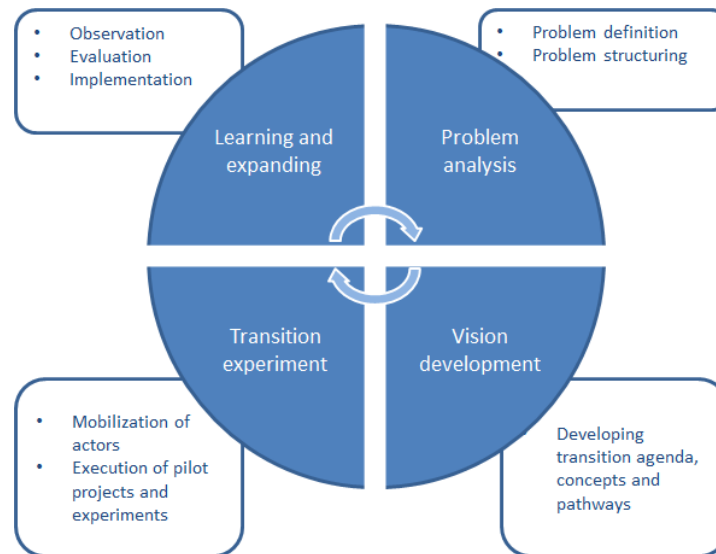 • Observation
• Evaluation
• Implementation
• Problem definition
• Problem structuring
Learning and
expanding
Problem
analysis
Transition
experiment
Vision
development
• Mobilization of
actors
• Execution of pilot
projects and
experiments
• Developing
transition agenda,
concepts and
pathways